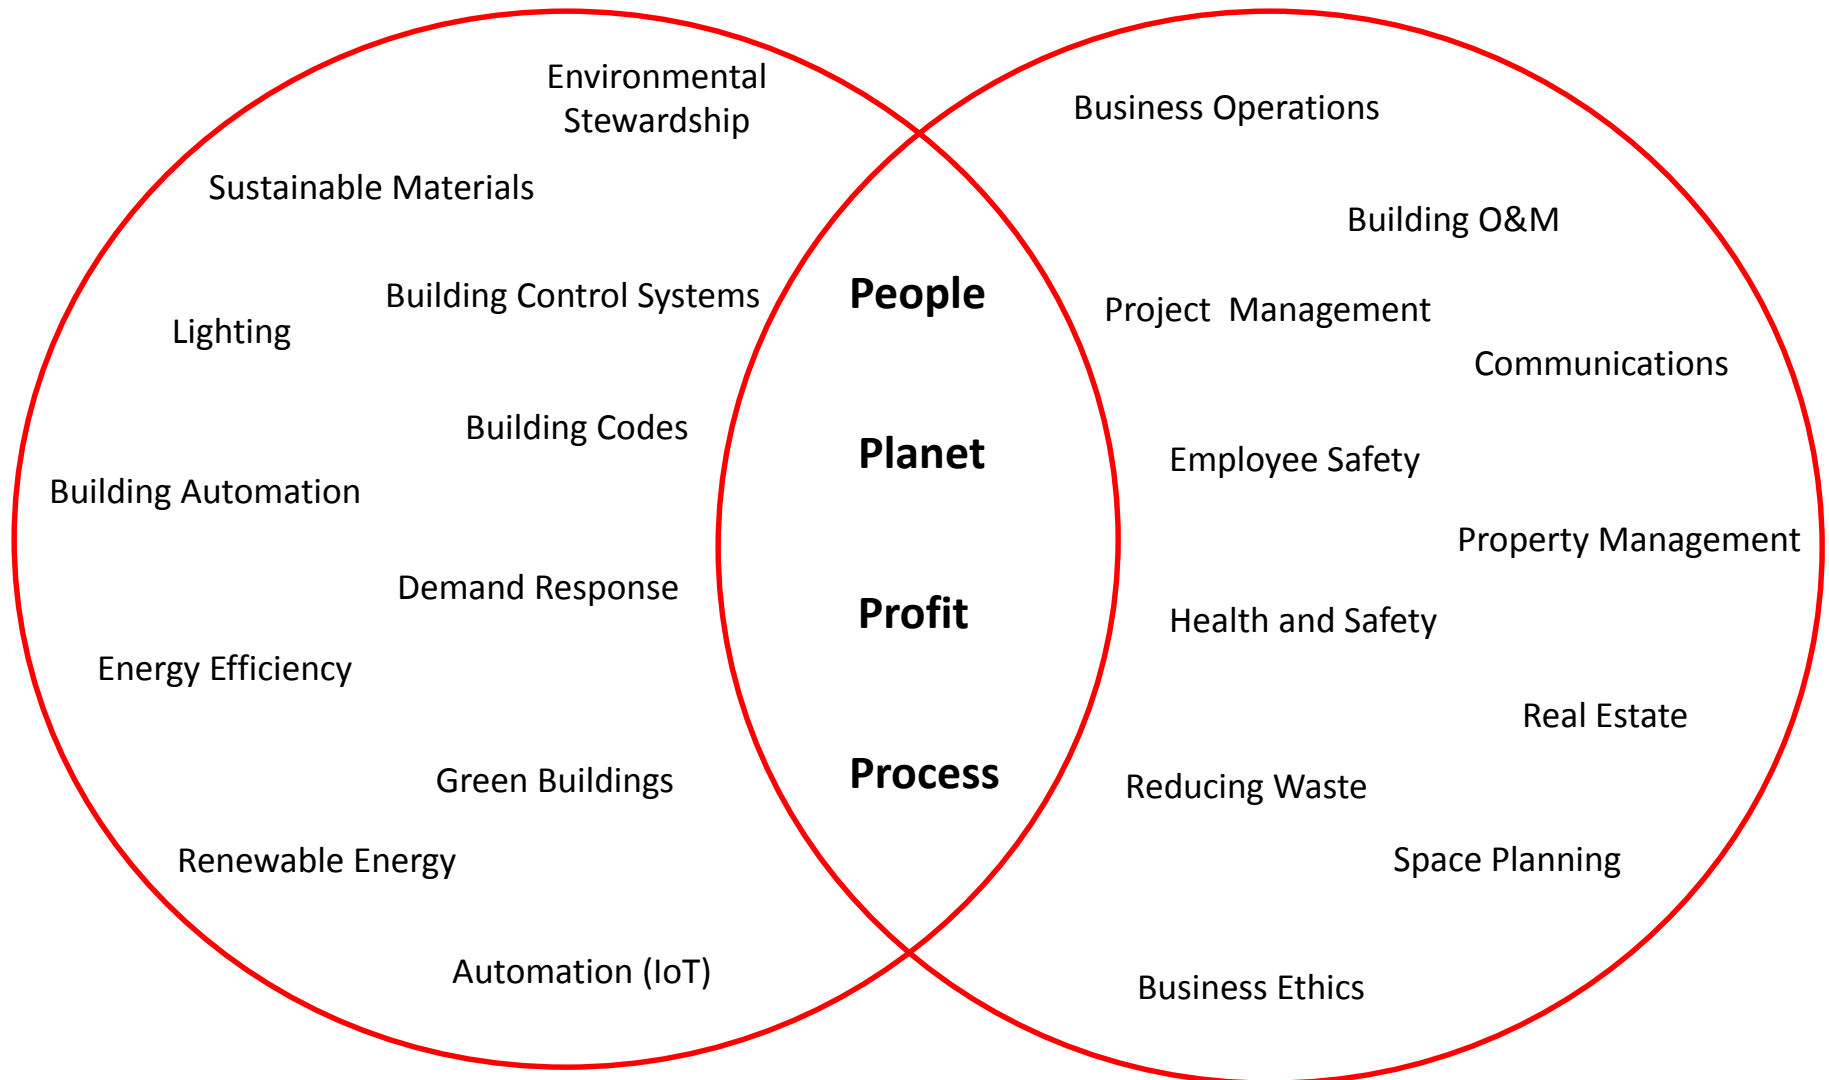 Environmental
Stewardship
Sustainable Materials
Building Control Systems
Lighting
Building Codes
Building Automation
Demand Response
Energy Efficiency
Green Buildings
Renewable Energy
Automation (IoT)
People
Planet
Profit
Process
Business Operations
Building O&M
Project  Management
Communications
Employee Safety
Property Management
Health and Safety
Real Estate
Reducing Waste
Space Planning
Business Ethics